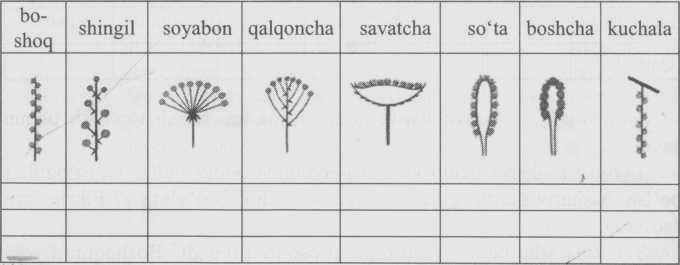 bo-
shoq
shingil
soyabon
qalqoncha
savatcha
so‘ta
boshcha
kuchala